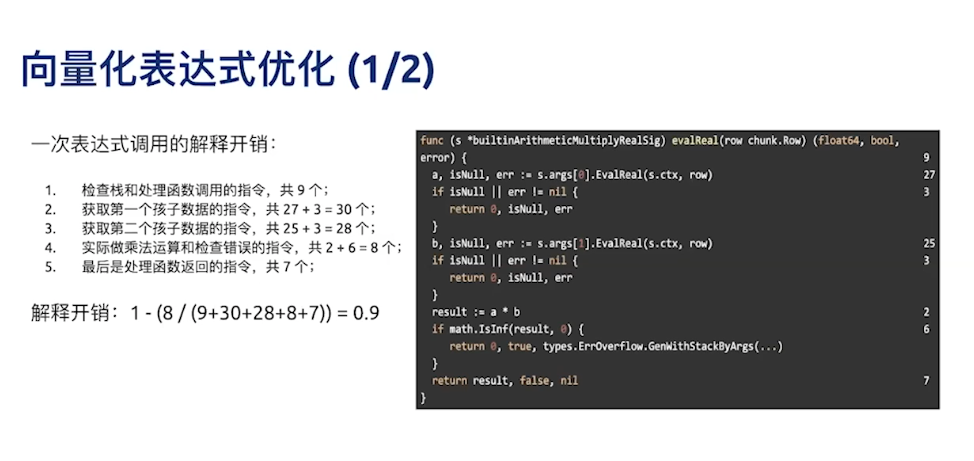 向量化表达式优化 (1/2)
一次表达式调用的解释开销：
1. 检查栈和处理函数调用的指令，共 9 个；
2. 获取第一个孩子数据的指令，共 27 + 3 = 30 个；
3. 获取第二个孩子数据的指令，共 25 + 3 = 28 个；
4. 实际做乘法运算和检查错误的指令，共 2 + 6 = 8 个；
5. 最后是处理函数返回的指令，共 7 个；
解释开销：1 - (8 / (9+30+28+8+7)) = 0.9
func (s *builtinArithmeticMultiplyRealSig) evalReal(row chunk.Row) (float64, bool,
error) { 9
a, isNull, err := s.args[0].EvalReal(s.ctx, row) 27
if isNull || err != nil { 3
return 0, isNull, err
}
b, isNull, err := s.args[1].EvalReal(s.ctx, row) 25
if isNull || err != nil { 3
return 0, isNull, err
}
result := a * b 2
if math.IsInf(result, 0) { 6
return 0, true, types.ErrOverflow.GenWithStackByArgs(...)
}
return result, false, nil 7
}